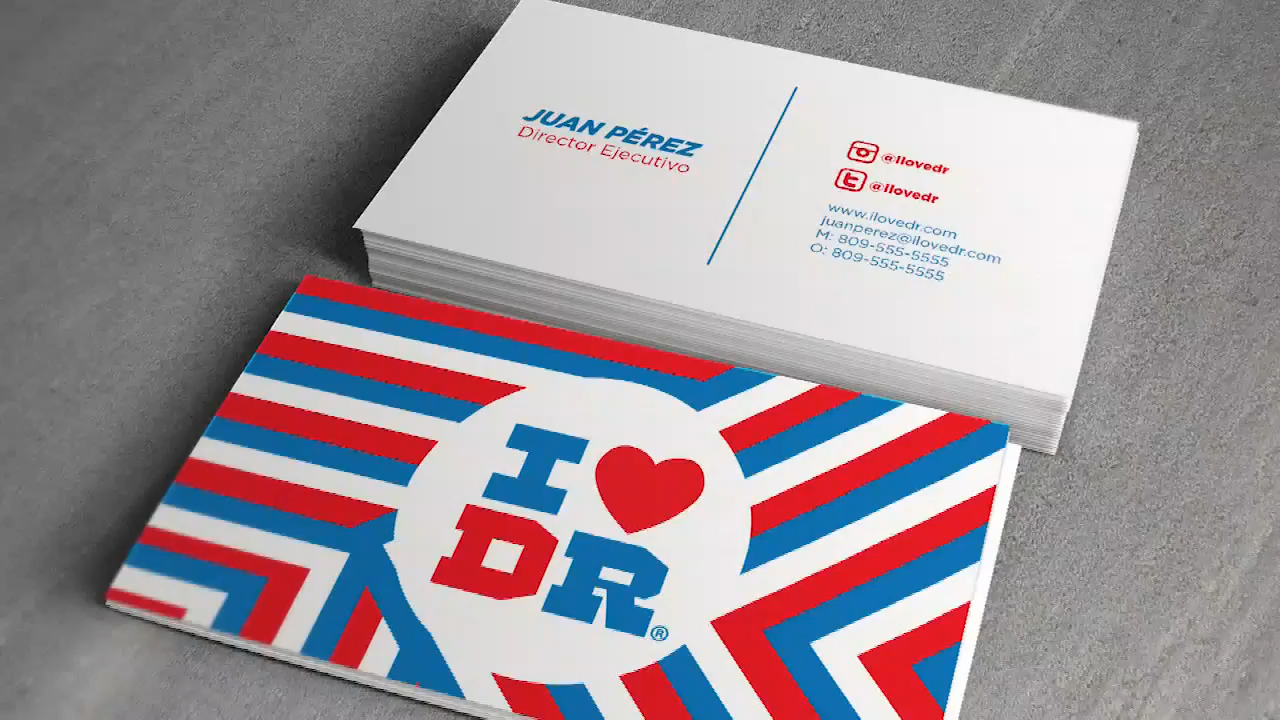 JUAN PÉREZ
Director Ejecutivo
@ilovedr
@ilovedr
www.ilovedr.com
juanperez@ilovedr.com
M: 809-555-5555
O: 809-555-5555
I ♥
DR®